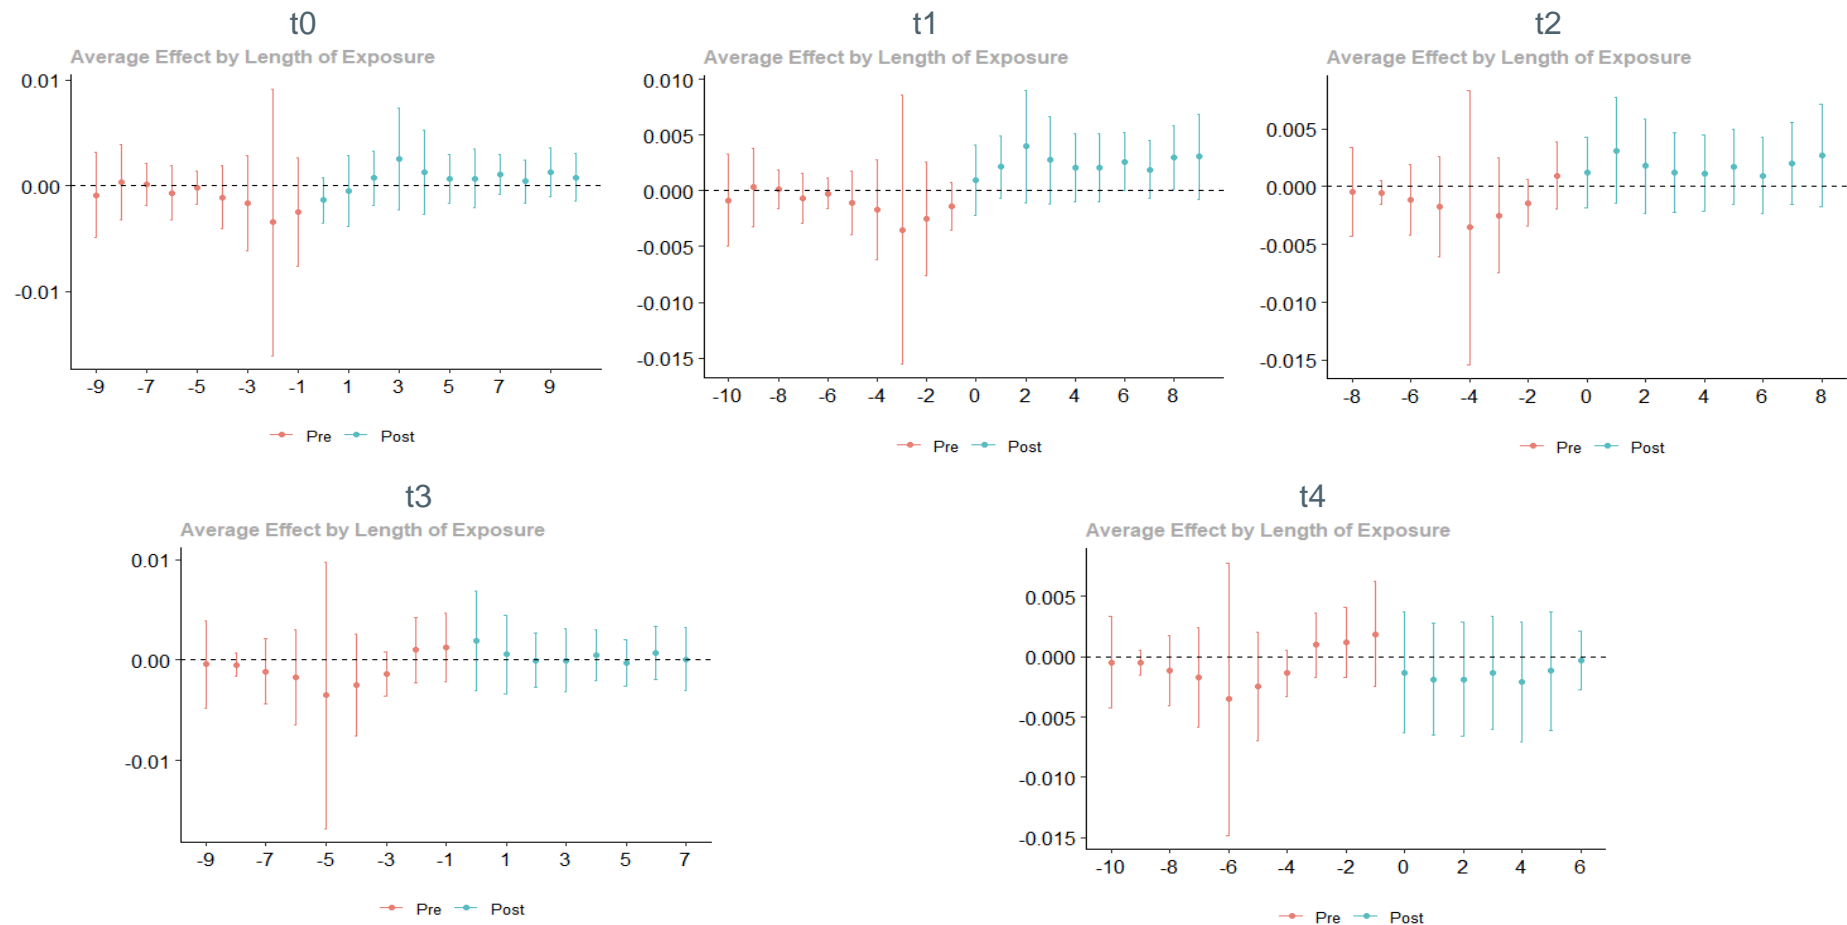 t0
Average Effect by Length of Exposure
0.01
0.00
-0.01
-9 -7 -5 -3 -1 1 3 5 7 9
Pre Post
t1
Average Effect by Length of Exposure
0.010
0.005
0.000
-0.005
-0.010
-0.015
-10 -8 -6 -4 -2 0 2 4 6 8
Pre Post
t2
Average Effect by Length of Exposure
0.005
0.000
-0.005
-0.010
-0.015
-8 -6 -4 -2 0 2 4 6 8
Pre Post
t3
Average Effect by Length of Exposure
0.01
0.00
-0.01
-9 -7 -5 -3 -1 1 3 5 7
Pre Post
t4
Average Effect by Length of Exposure
0.005
0.000
-0.005
-0.010
-0.015
-10 -8 -6 -4 -2 0 2 4 6
Pre Post